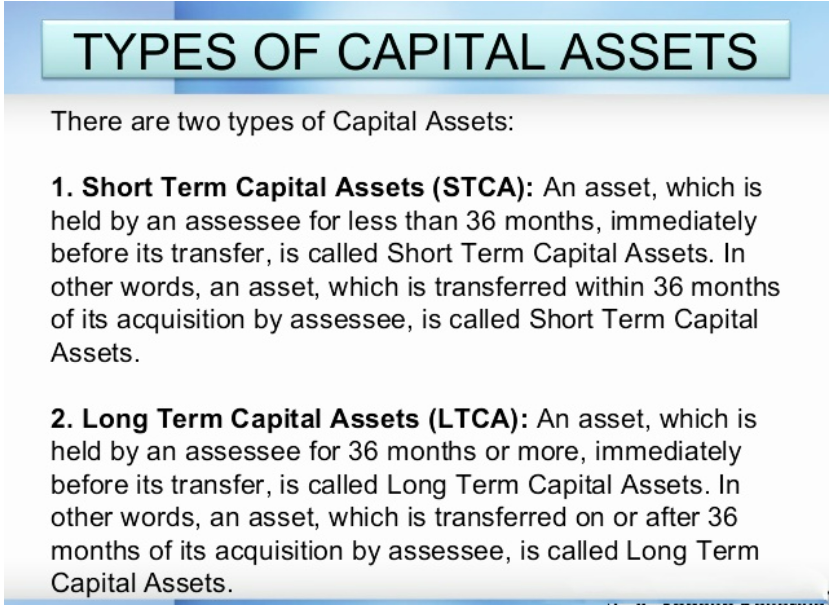 TYPES OF CAPITAL ASSETS
There are two types of Capital Assets:
1. Short Term Capital Assets (STCA): An asset, which is
held by an assessee for less than 36 months, immediately
before its transfer, is called Short Term Capital Assets. In
other words, an asset, which is transferred within 36 months
of its acquisition by assessee, is called Short Term Capital
Assets.
2. Long Term Capital Assets (LTCA): An asset, which is
held by an assessee for 36 months or more, immediately
before its transfer, is called Long Term Capital Assets. In
other words, an asset, which is transferred on or after 36
months of its acquisition by assessee, is called Long Term
Capital Assets.